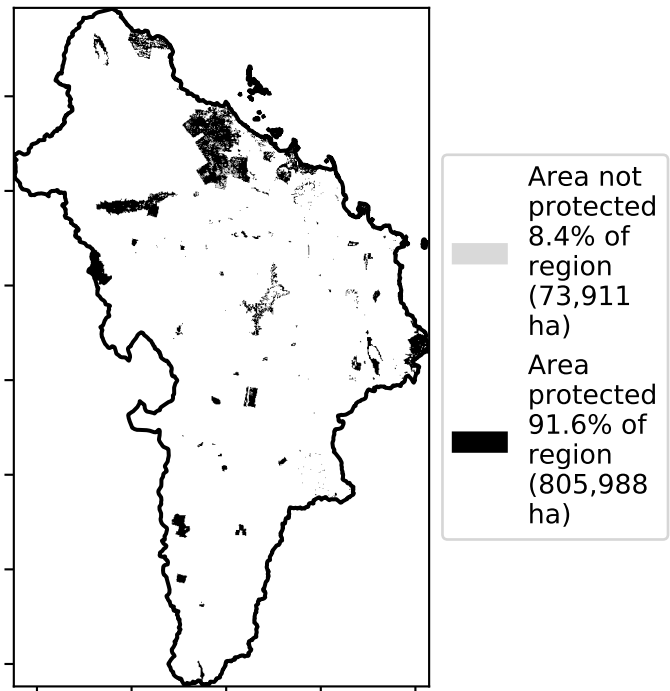 Area not
protected
8.4% of
region
(73,911
ha)
Area
protected
91.6% of
region
(805,988
ha)